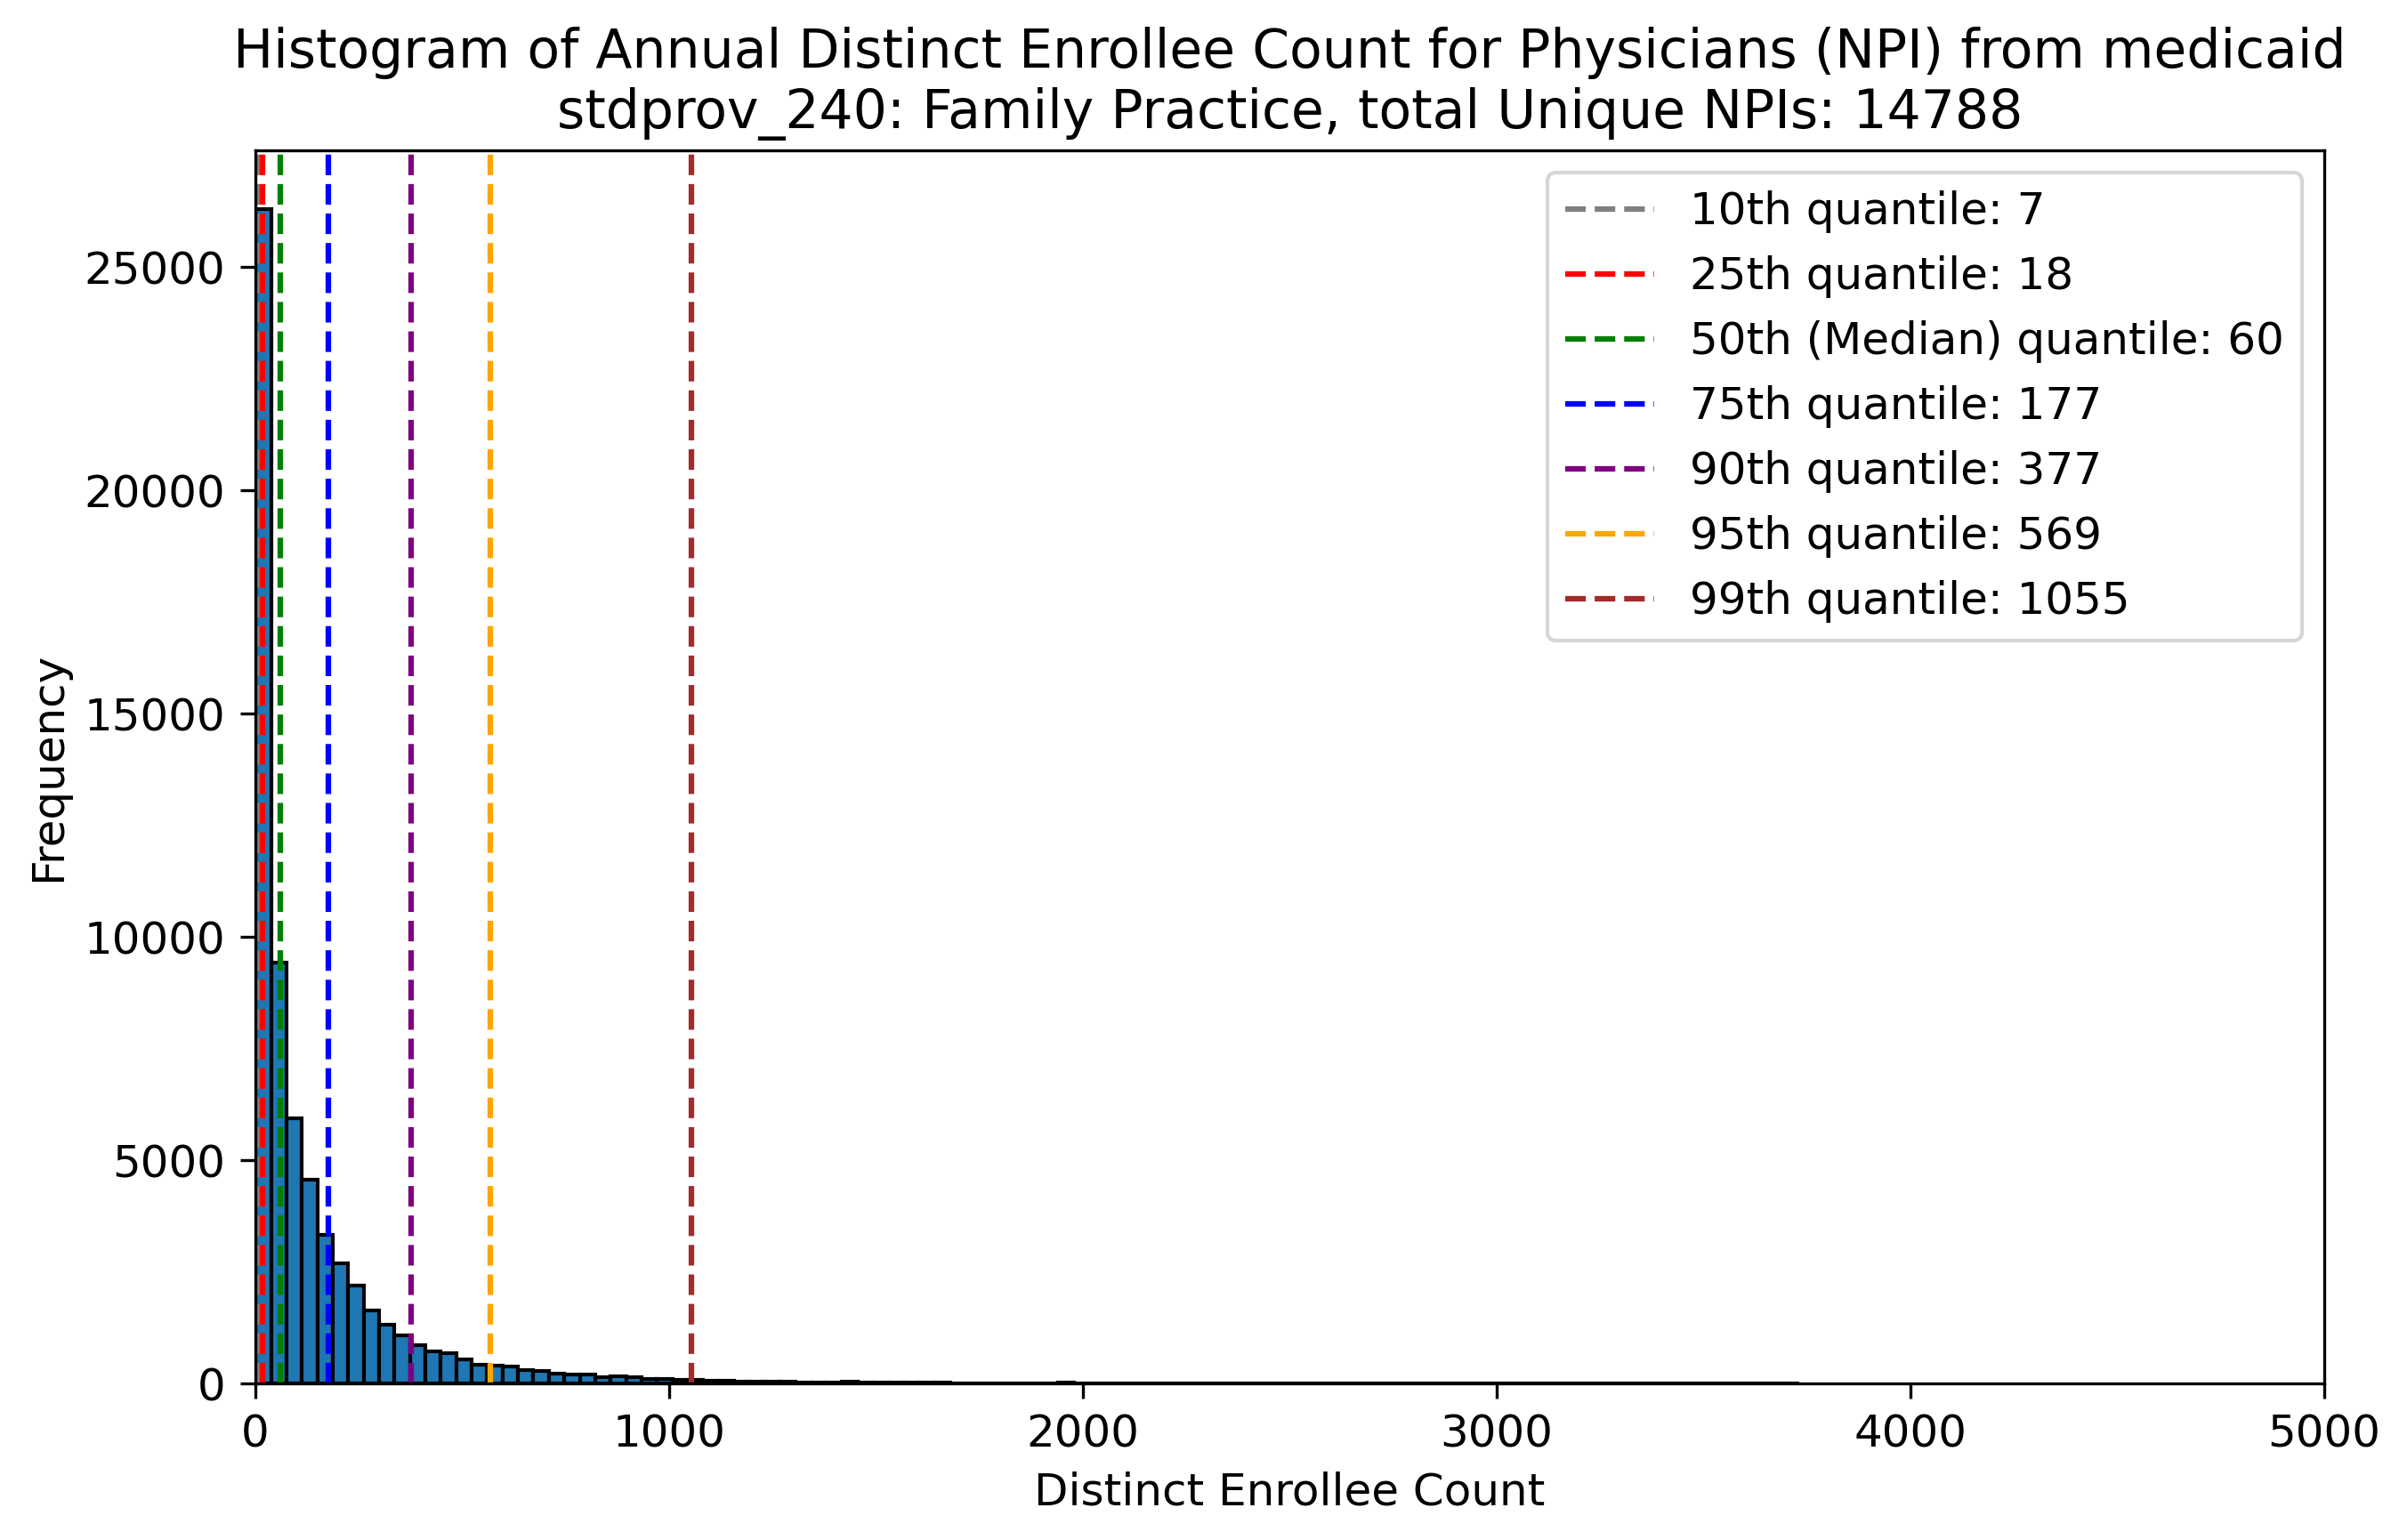 Histogram of Annual Distinct Enrollee Count for Physicians (NPI) from medicaid
stdprov_240: Family Practice, total Unique NPIs: 14788
10th quantile: 7
25th quantile: 18
50th (Median) quantile: 60
75th quantile: 177
90th quantile: 377
95th quantile: 569
99th quantile: 1055
Frequency
25000
20000
15000
10000
5000
0
0 1000 2000 3000 4000 5000
Distinct Enrollee Count